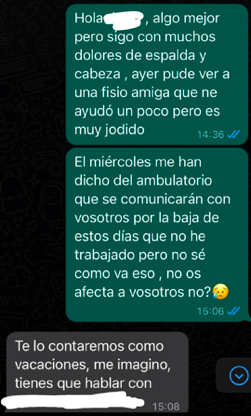 Hola , algo mejor
pero sigo con muchos
dolores de espalda y
cabeza , ayer pude ver a
una fisio amiga que ne
ayudó un poco pero es
muy jodido
14:36
El miércoles me han
dicho del ambulatorio
que se comunicarán con
vosotros por la baja de
estos días que no he
trabajado pero no sé
como va eso , no os
afecta a vosotros no?😥
15:06
Te lo contaremos como
vacaciones, me imagino,
tienes que hablar con
15:08